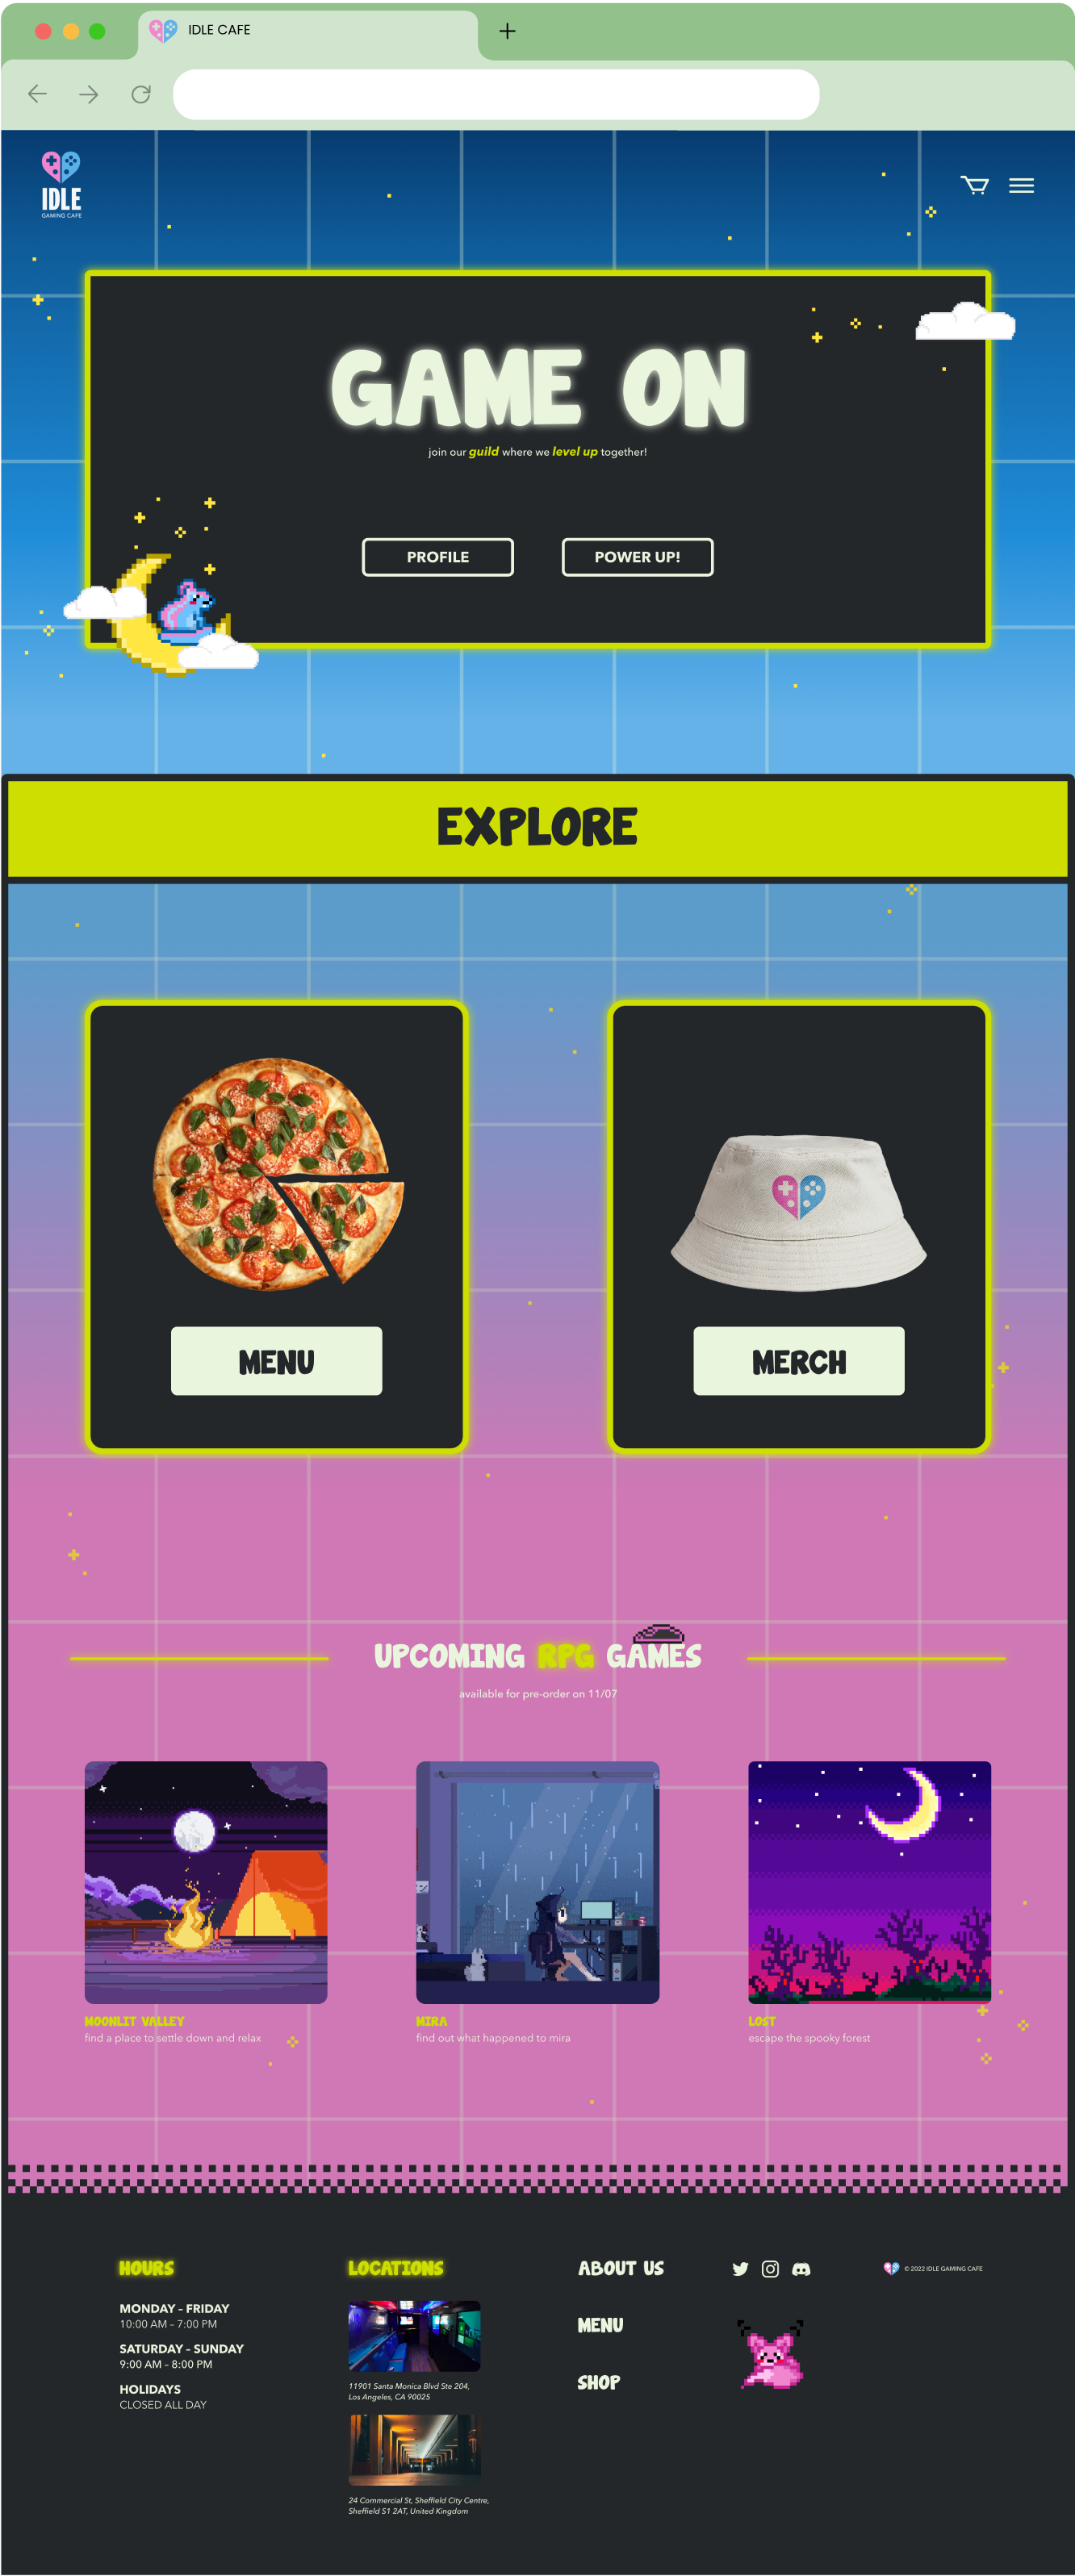 IDLE CAFE
IDLE
GAMING CAFE
GAME ON
join our guild where we level up together!
PROFILE
POWER UP!
EXPLORE
MENU
MERCH
UPCOMING RPG GAMES
available for pre-order on 11/07
MOONLIT VALLEY
find a place to settle down and relax
MIRA
find out what happened to mira
LOST
escape the spooky forest
HOURS
MONDAY – FRIDAY
10:00 AM – 7:00 PM
SATURDAY – SUNDAY
9:00 AM – 8:00 PM
HOLIDAYS
CLOSED ALL DAY
LOCATIONS
11901 Santa Monica Blvd Ste 204,
Los Angeles, CA 90025
24 Commercial St, Sheffield City Centre,
Sheffield S1 2AT, United Kingdom
ABOUT US
MENU
SHOP
© 2022 IDLE GAMING CAFE